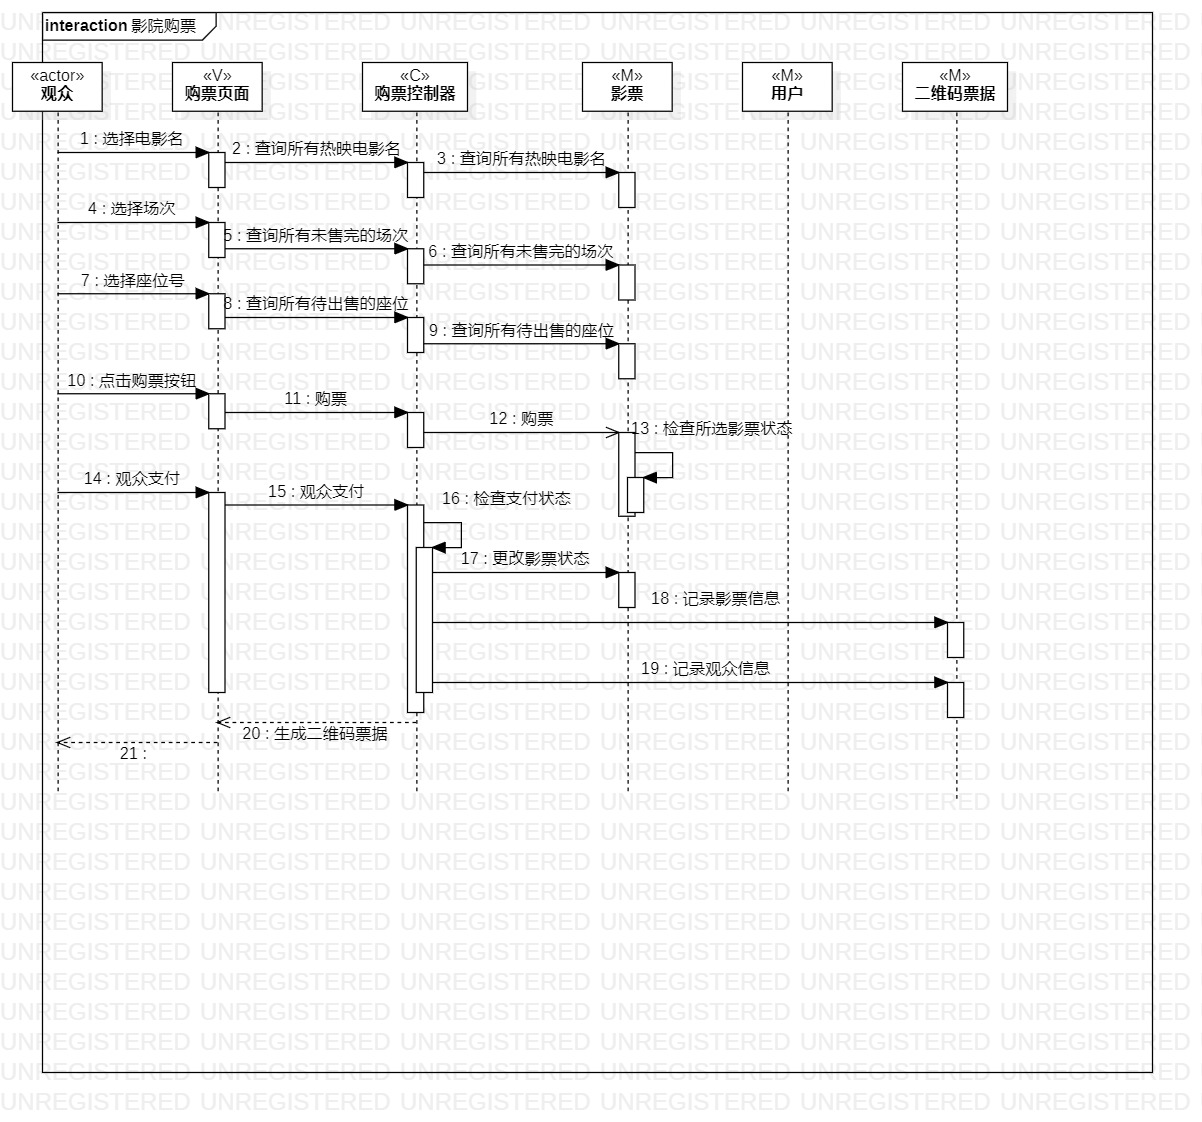 interaction 影院购票
«actor»
观众
«V»
购票页面
«C»
购票控制器
«M»
影票
«M»
用户
«M»
二维码票据
1 : 选择电影名
2 : 查询所有热映电影名
3 : 查询所有热映电影名
4 : 选择场次
5 : 查询所有未售完的场次
6 : 查询所有未售完的场次
7 : 选择座位号
8 : 查询所有待出售的座位
9 : 查询所有待出售的座位
10 : 点击购票按钮
11 : 购票
12 : 购票
13 : 检查所选影票状态
14 : 观众支付
15 : 观众支付
16 : 检查支付状态
17 : 更改影票状态
18 : 记录影票信息
19 : 记录观众信息
20 : 生成二维码票据
21 :
UNREGISTERED